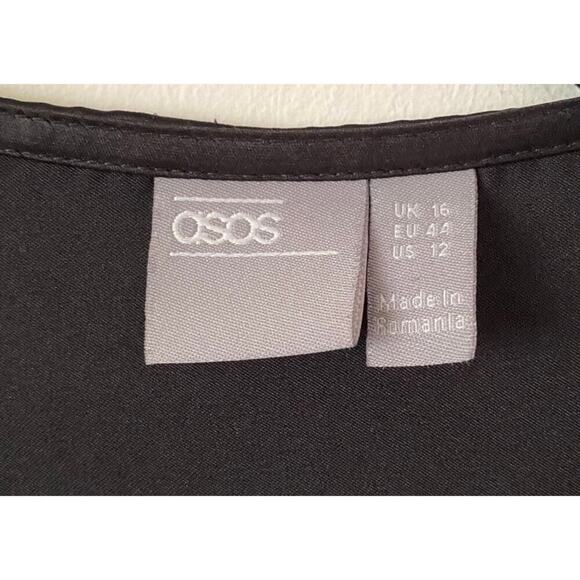 asos
UK 16
EU 44
US 12
Made In
Romania